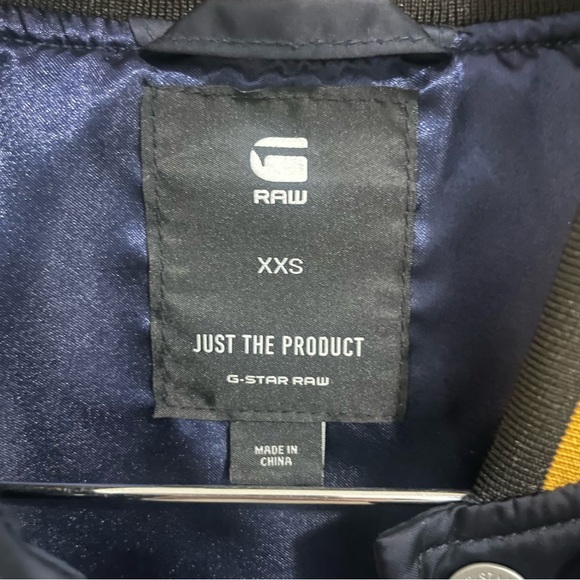 G
RAW
XXS
JUST THE PRODUCT
G-STAR RAW
MADE IN
CHINA